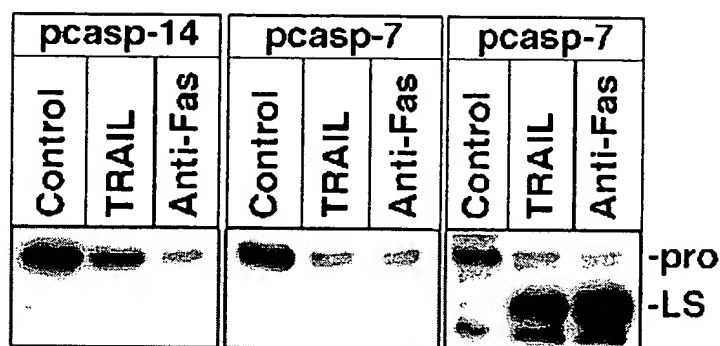 pcasp-14 pcasp-7 pcasp-7
Control TRAIL Anti-Fas Control TRAIL Anti-Fas Control TRAIL Anti-Fas
-pro
-LS